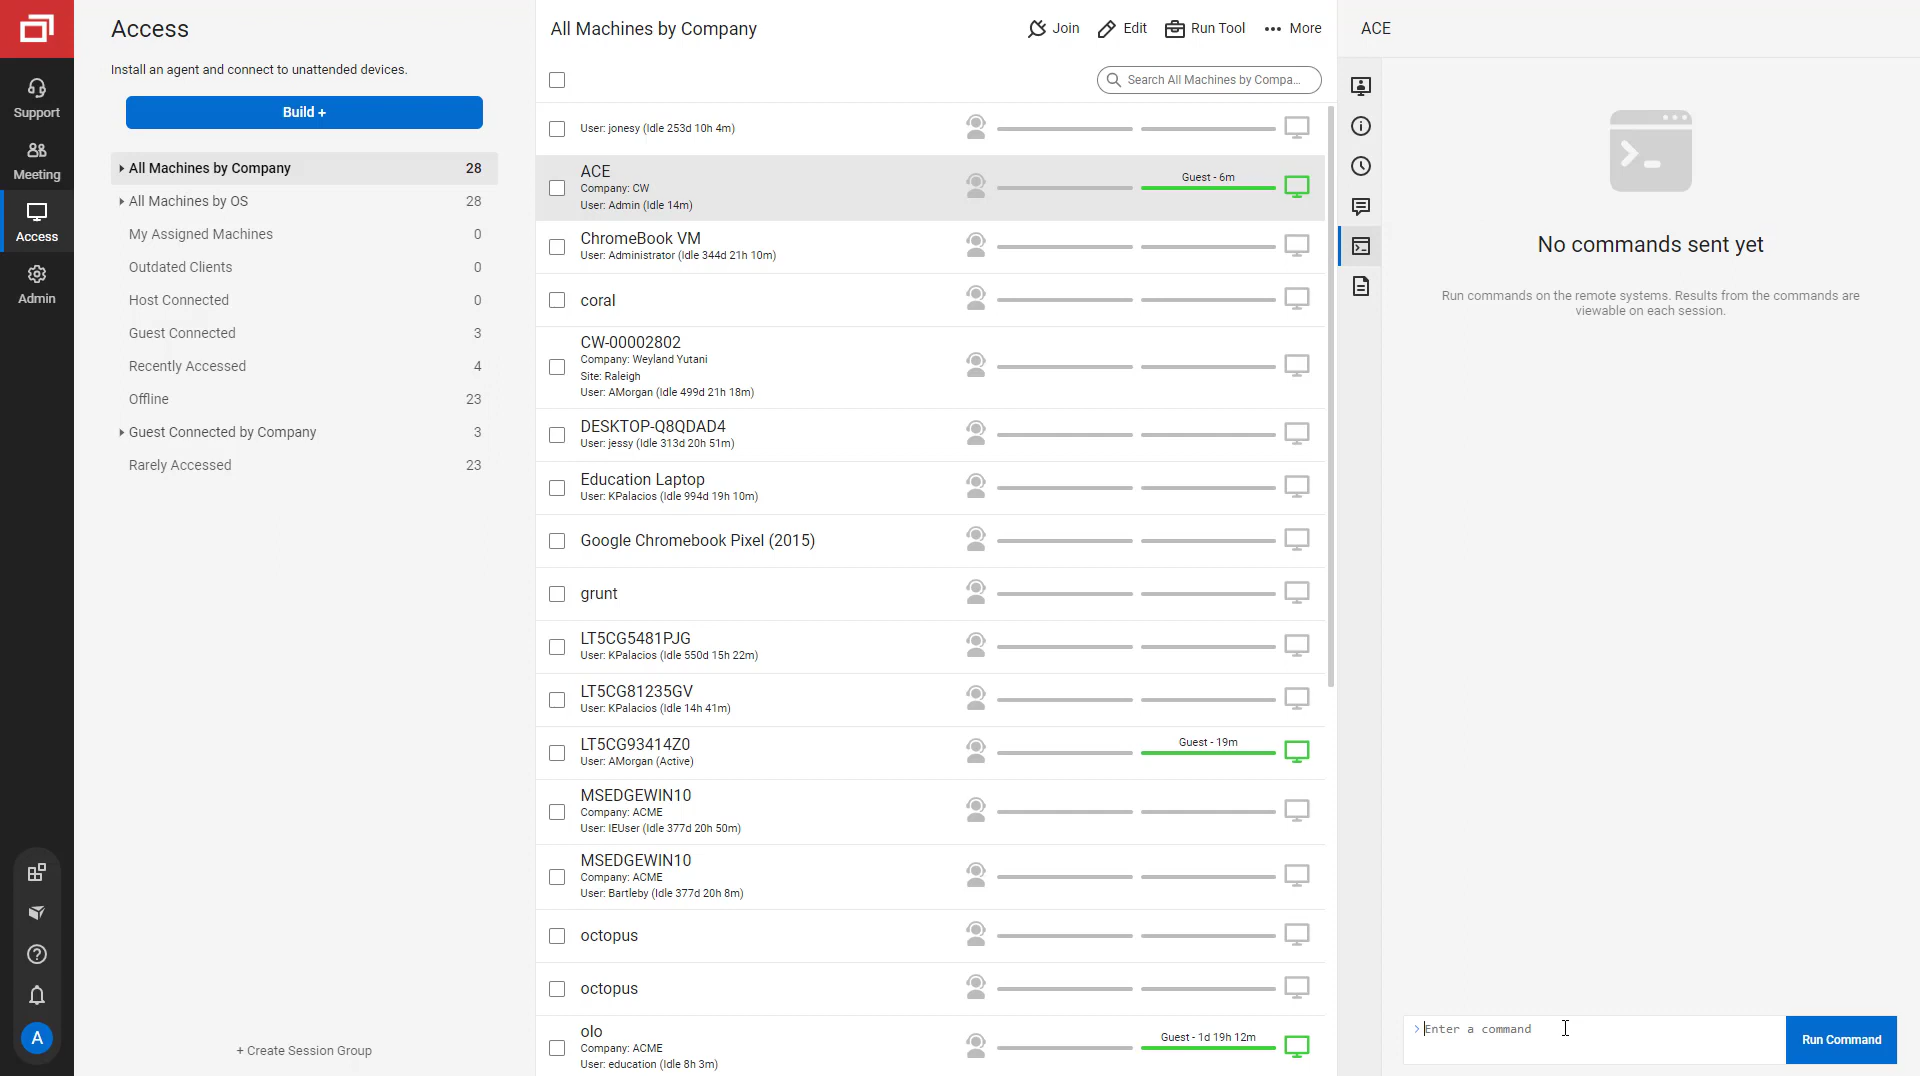 Support
Meeting
Access
Admin
A
Access
Install an agent and connect to unattended devices.
Build +
All Machines by Company 28
All Machines by OS 28
My Assigned Machines 0
Outdated Clients 0
Host Connected 0
Guest Connected 3
Recently Accessed 4
Offline 23
Guest Connected by Company 3
Rarely Accessed 23
+ Create Session Group
All Machines by Company
Join
Edit
Run Tool
More
Search All Machines by Compa...
User: jonesy (Idle 253d 10h 4m)
ACE
Company: CW
User: Admin (Idle 14m)
Guest - 6m
ChromeBook VM
User: Administrator (Idle 344d 21h 10m)
coral
CW-00002802
Company: Weyland Yutani
Site: Raleigh
User: AMorgan (Idle 499d 21h 18m)
DESKTOP-Q8QDAD4
User: jessy (Idle 313d 20h 51m)
Education Laptop
User: KPalacios (Idle 994d 19h 10m)
Google Chromebook Pixel (2015)
grunt
LT5CG5481PJG
User: KPalacios (Idle 550d 15h 22m)
LT5CG81235GV
User: KPalacios (Idle 14h 41m)
LT5CG93414Z0
User: AMorgan (Active)
Guest - 19m
MSEDGEWIN10
Company: ACME
User: IEUser (Idle 377d 20h 50m)
MSEDGEWIN10
Company: ACME
User: Bartleby (Idle 377d 20h 8m)
octopus
octopus
olo
Company: ACME
User: education (Idle 8h 3m)
Guest - 1d 19h 12m
ACE
No commands sent yet
Run commands on the remote systems. Results from the commands are
viewable on each session.
> Enter a command
Run Command